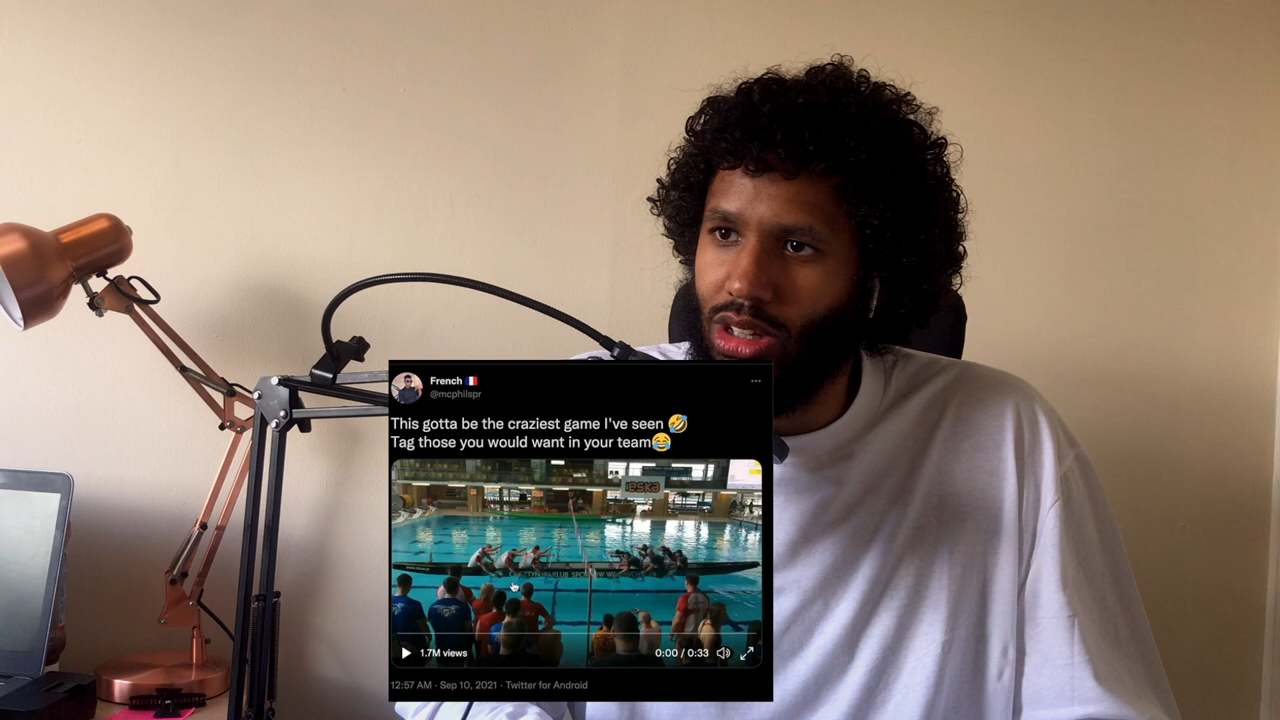 French 🇫🇷
@mcphilspr
This gotta be the craziest game I've seen 🤣
Tag those you would want in your team😂
eska
1.7M views
0:00 / 0:33
12:57 AM · Sep 10, 2021 · Twitter for Android